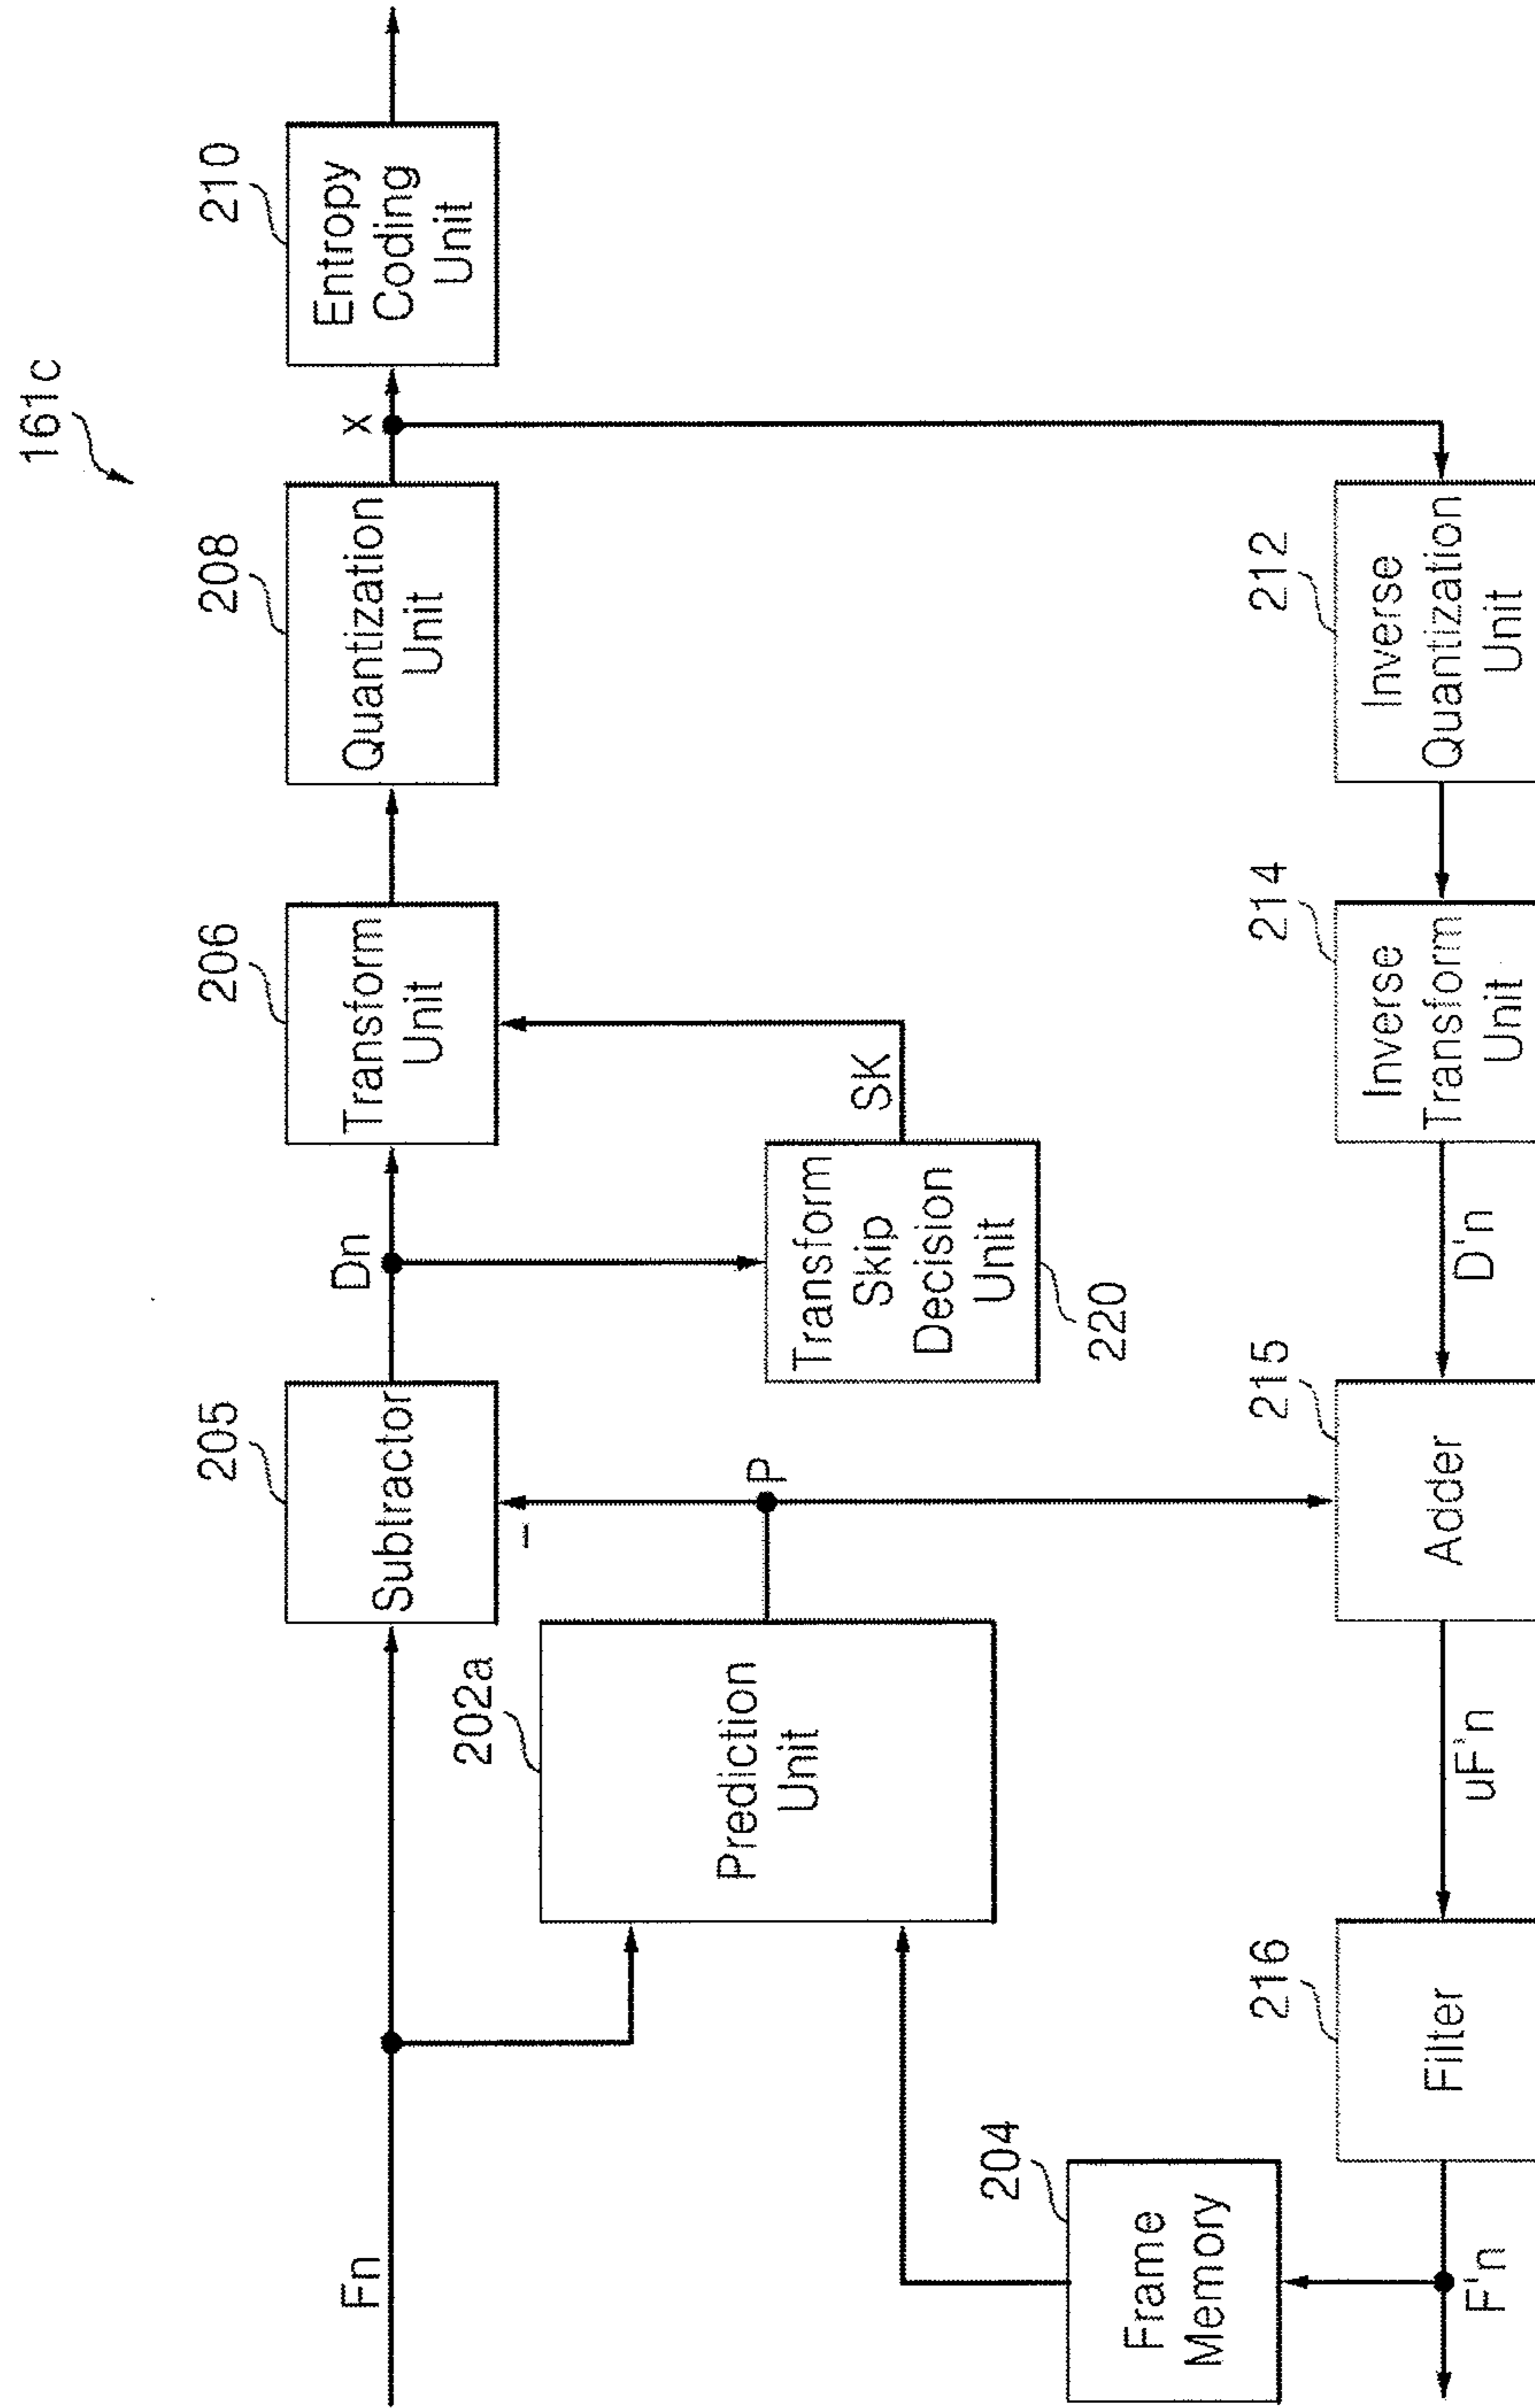 161c
Fn
205
Subtractor
−
Dn
206
Transform
Unit
208
Quantization
Unit
x
210
Entropy
Coding
Unit
202a
Prediction
Unit
P
Transform
Skip
Decision
Unit
220
SK
204
Frame
Memory
F'n
216
Filter
uF'n
215
Adder
D'n
214
Inverse
Transform
Unit
212
Inverse
Quantization
Unit